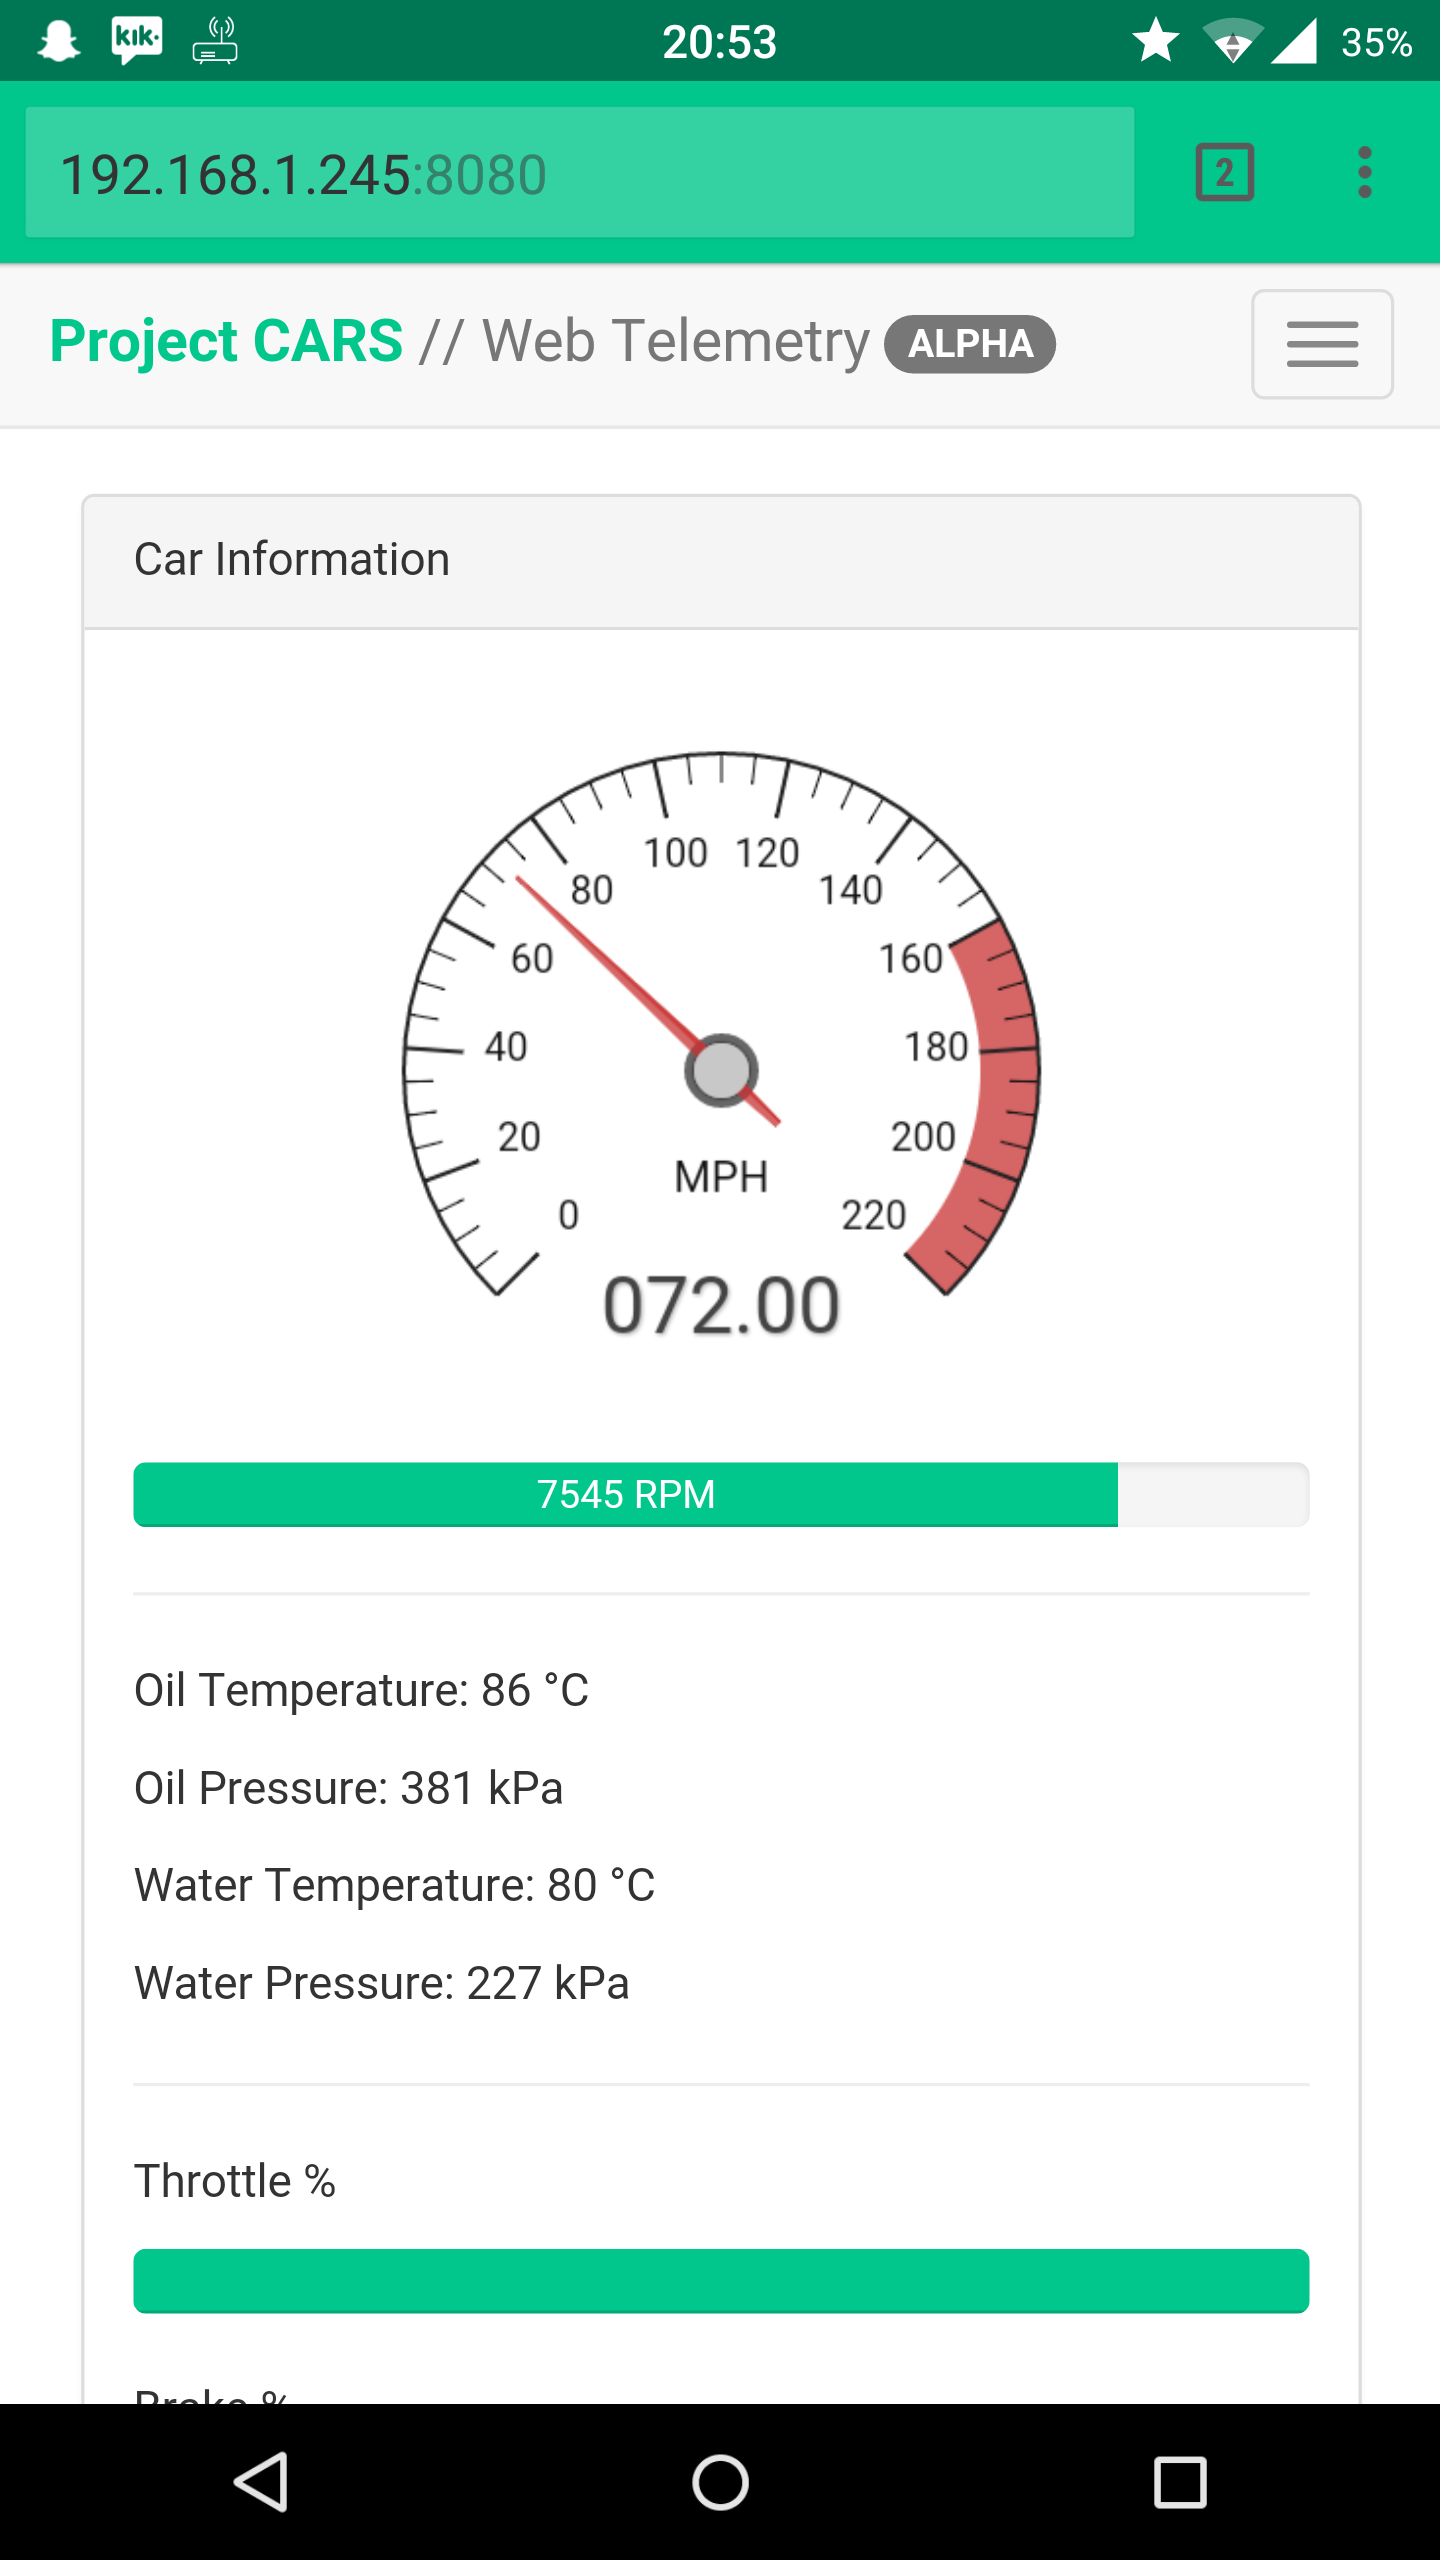 kik.
20:53
35%
192.168.1.245:8080
2
Project CARS // Web Telemetry ALPHA
Car Information
100 120
80 140
60 160
40 180
20 200
MPH
0 220
072.00
7545 RPM
Oil Temperature: 86 °C
Oil Pressure: 381 kPa
Water Temperature: 80 °C
Water Pressure: 227 kPa
Throttle %
Brake %